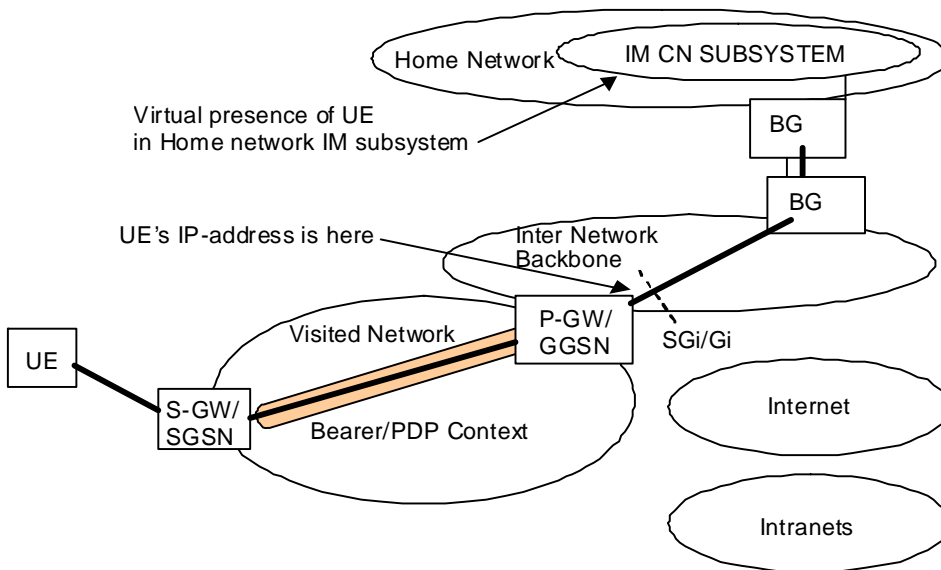 Home Network
IM CN SUBSYSTEM
Virtual presence of UE
in Home network IM subsystem
BG
BG
UE's IP-address is here
Inter Network
Backbone
Visited Network
P-GW/
GGSN
SGi/Gi
UE
S-GW/
SGSN
Bearer/PDP Context
Internet
Intranets